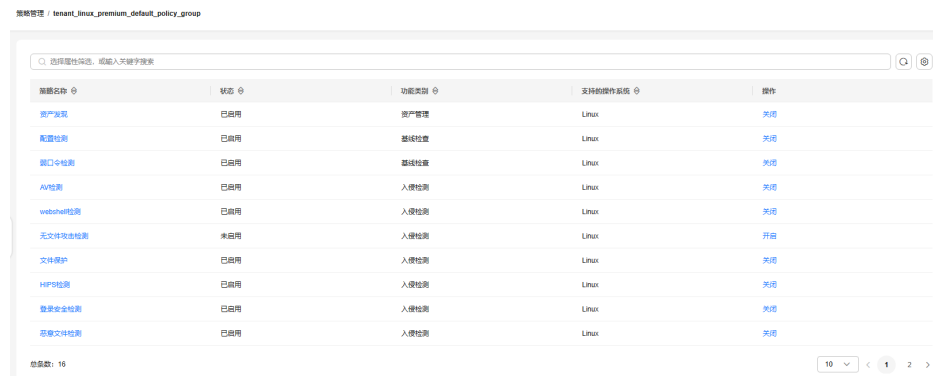 策略管理 / tenant_linux_premium_default_policy_group
选择属性筛选，或输入关键字搜索
策略名称 状态 功能类别 支持的操作系统 操作
资产发现 已启用 资产管理 Linux 关闭
配置检测 已启用 基线检查 Linux 关闭
弱口令检测 已启用 基线检查 Linux 关闭
AV检测 已启用 入侵检测 Linux 关闭
webshell检测 已启用 入侵检测 Linux 关闭
无文件攻击检测 未启用 入侵检测 Linux 开启
文件保护 已启用 入侵检测 Linux 关闭
HIPS检测 已启用 入侵检测 Linux 关闭
登录安全检测 已启用 入侵检测 Linux 关闭
恶意文件检测 已启用 入侵检测 Linux 关闭
总条数：16 10 1 2